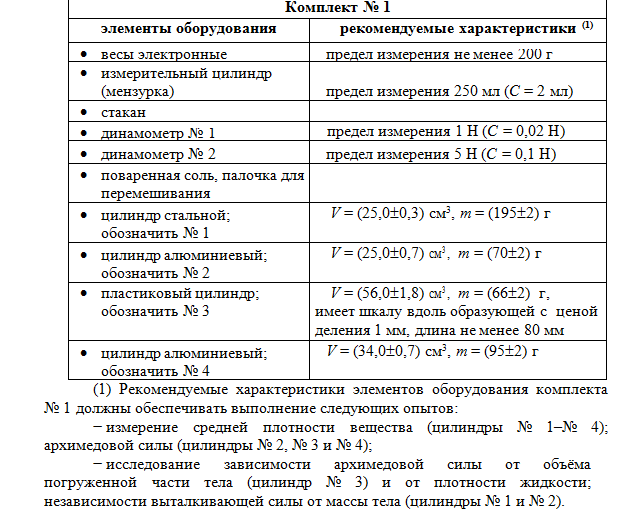 Комплект № 1
элементы оборудования рекомендуемые характеристики (1)
• весы электронные предел измерения не менее 200 г
• измерительный цилиндр
(мензурка) предел измерения 250 мл (C = 2 мл)
• стакан
• динамометр № 1 предел измерения 1 Н (C = 0,02 Н)
• динамометр № 2 предел измерения 5 Н (C = 0,1 Н)
• поваренная соль, палочка для
перемешивания
• цилиндр стальной; V = (25,0±0,3) см³, m = (195±2) г
обозначить № 1
• цилиндр алюминиевый; V = (25,0±0,7) см³, m = (70±2) г
обозначить № 2
• пластиковый цилиндр; V = (56,0±1,8) см³, m = (66±2) г,
обозначить № 3 имеет шкалу вдоль образующей с ценой
деления 1 мм, длина не менее 80 мм
• цилиндр алюминиевый; V = (34,0±0,7) см³, m = (95±2) г
обозначить № 4
(1) Рекомендуемые характеристики элементов оборудования комплекта
№ 1 должны обеспечивать выполнение следующих опытов:
− измерение средней плотности вещества (цилиндры № 1–№ 4);
архимедовой силы (цилиндры № 2, № 3 и № 4);
− исследование зависимости архимедовой силы от объёма
погруженной части тела (цилиндр № 3) и от плотности жидкости;
независимости выталкивающей силы от массы тела (цилиндры № 1 и № 2).